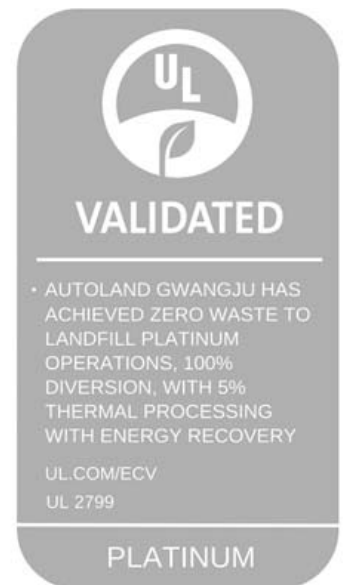 UL
VALIDATED
• AUTOLAND GWANGJU HAS
ACHIEVED ZERO WASTE TO
LANDFILL PLATINUM
OPERATIONS, 100%
DIVERSION, WITH 5%
THERMAL PROCESSING
WITH ENERGY RECOVERY
UL.COM/ECV
UL 2799
PLATINUM